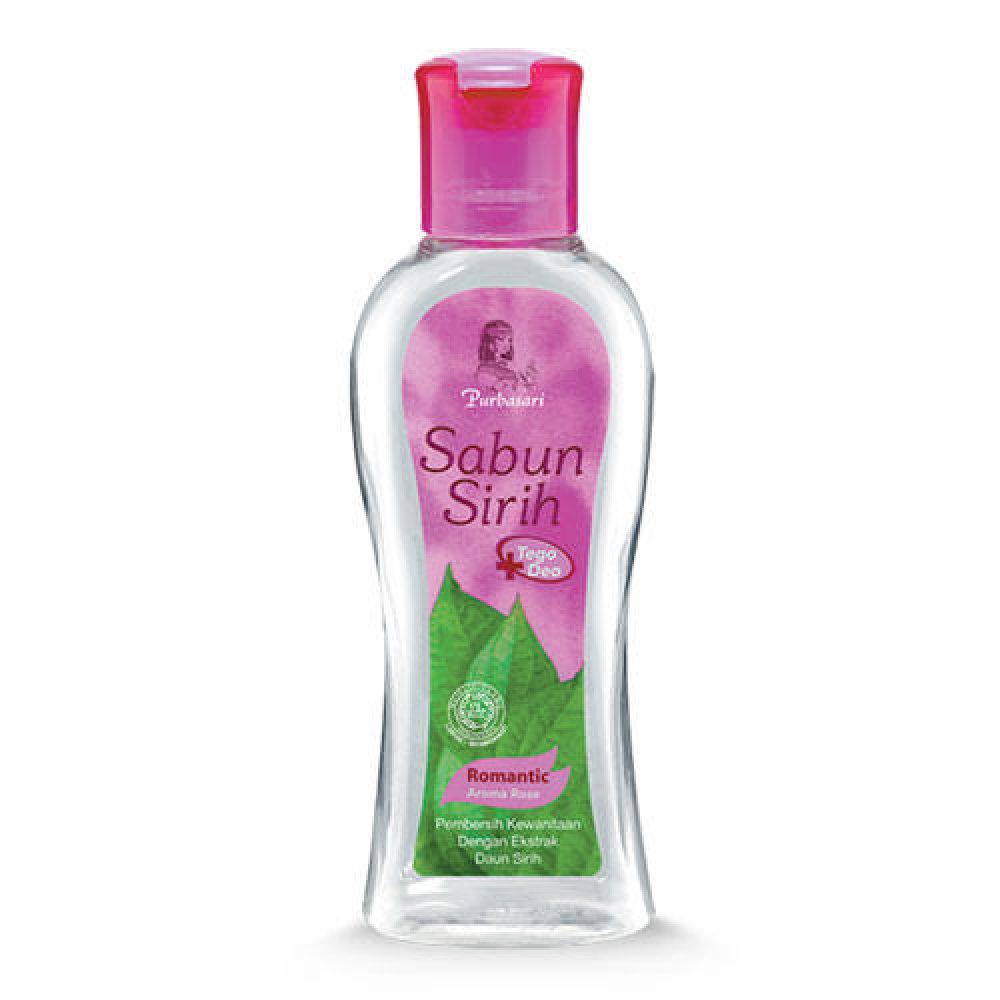 Purbasari
Sabun
Sirih
Tego
Deo
Romantic
Aroma Rose
Pembersih Kewanitaan
Dengan Ekstrak
Daun Sirih